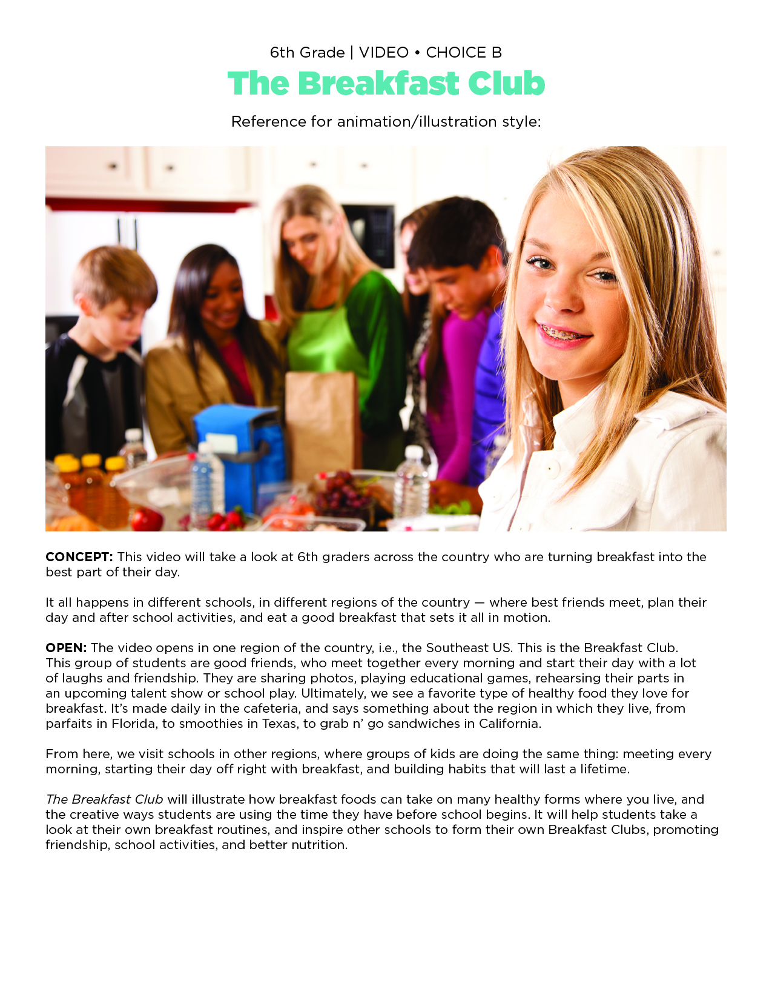 6th Grade | VIDEO • CHOICE B
The Breakfast Club
Reference for animation/illustration style:
CONCEPT: This video will take a look at 6th graders across the country who are turning breakfast into the
best part of their day.
It all happens in different schools, in different regions of the country — where best friends meet, plan their
day and after school activities, and eat a good breakfast that sets it all in motion.
OPEN: The video opens in one region of the country, i.e., the Southeast US. This is the Breakfast Club.
This group of students are good friends, who meet together every morning and start their day with a lot
of laughs and friendship. They are sharing photos, playing educational games, rehearsing their parts in
an upcoming talent show or school play. Ultimately, we see a favorite type of healthy food they love for
breakfast. It’s made daily in the cafeteria, and says something about the region in which they live, from
parfaits in Florida, to smoothies in Texas, to grab n’ go sandwiches in California.
From here, we visit schools in other regions, where groups of kids are doing the same thing: meeting every
morning, starting their day off right with breakfast, and building habits that will last a lifetime.
The Breakfast Club will illustrate how breakfast foods can take on many healthy forms where you live, and
the creative ways students are using the time they have before school begins. It will help students take a
look at their own breakfast routines, and inspire other schools to form their own Breakfast Clubs, promoting
friendship, school activities, and better nutrition.